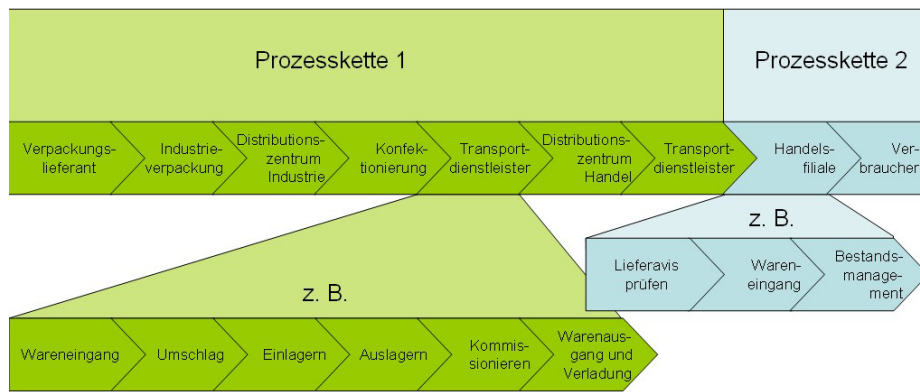 Prozesskette 1
Prozesskette 2
Verpackungs-
lieferant
Industrie-
verpackung
Distributions-
zentrum
Industrie
Konfek-
tionierung
Transport-
dienstleister
Distributions-
zentrum
Handel
Transport-
dienstleister
Handels-
filiale
Ver-
braucher
z. B.
Lieferavis
prüfen
Waren-
eingang
Bestands-
manage-
ment
z. B.
Wareneingang
Umschlag
Einlagern
Auslagern
Kommis-
sionieren
Warenaus-
gang und
Verladung